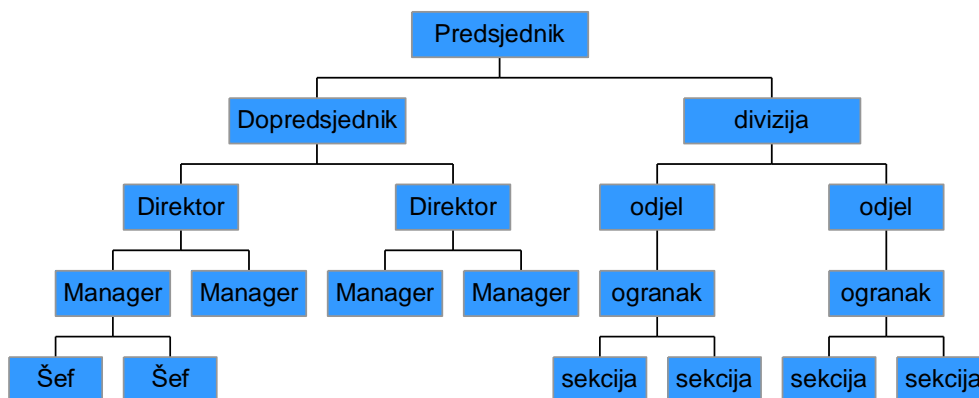 Predsjednik
Dopredsjednik divizija
Direktor Direktor odjel odjel
Manager Manager Manager Manager ogranak ogranak
Šef Šef sekcija sekcija sekcija sekcija